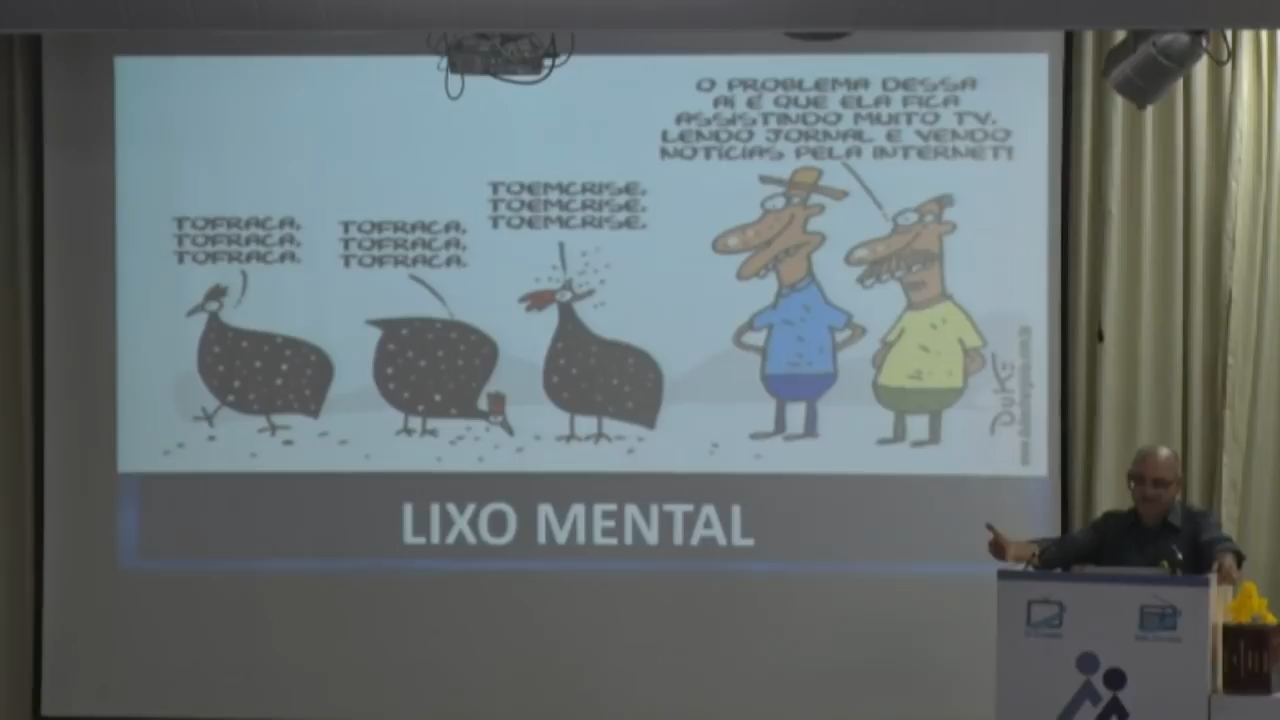 O PROBLEMA DESSA
AÍ É QUE ELA FICA
ASSISTINDO MUITO TV,
LENDO JORNAL E VENDO
NOTÍCIAS PELA INTERNET!
TOEMCRISE,
TOEMCRISE,
TOEMCRISE.
TOFRACA,
TOFRACA,
TOFRACA.
TOFRACA,
TOFRACA,
TOFRACA.
DUKE
LIXO MENTAL